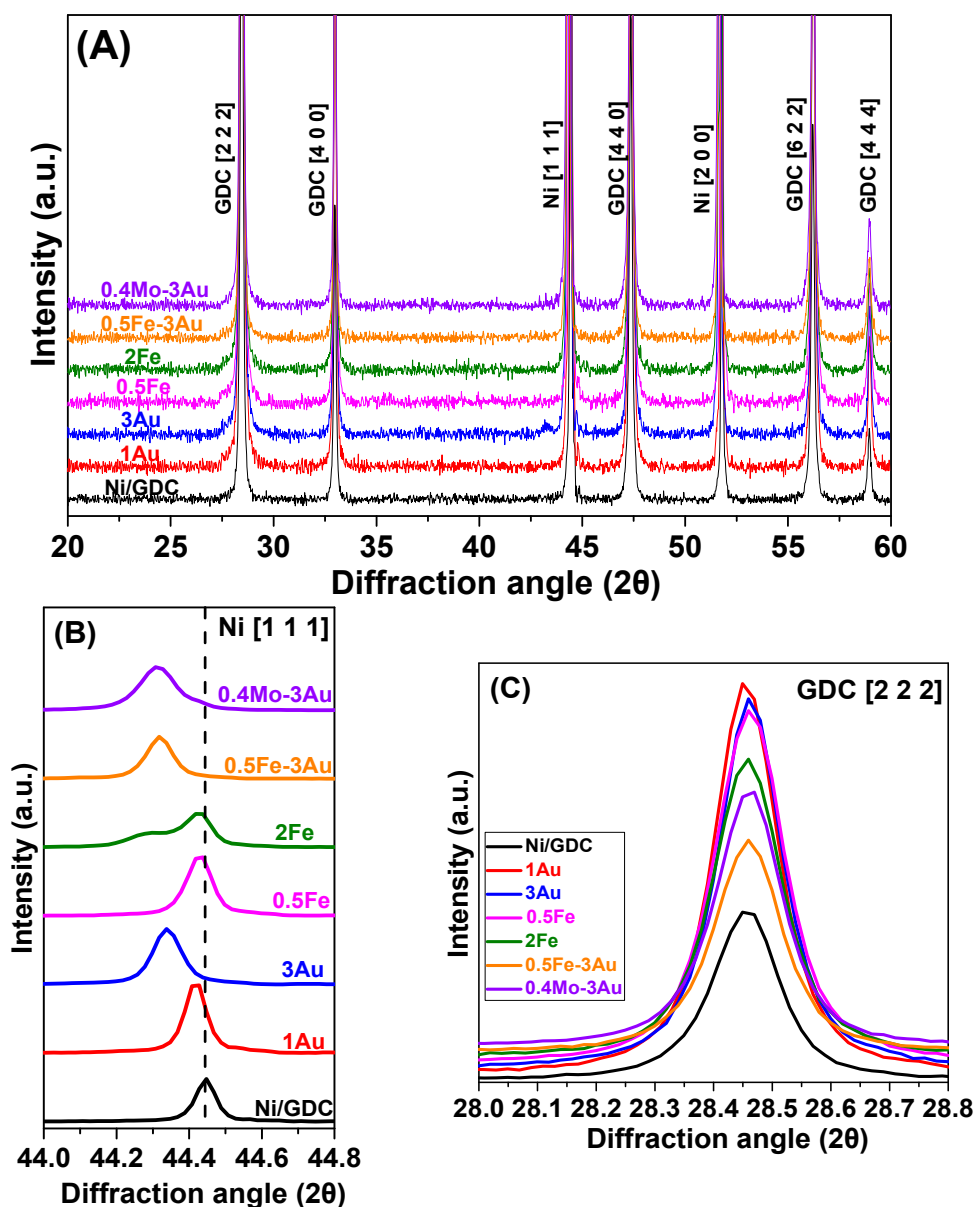 (A)
Intensity (a.u.)
GDC [2 2 2]
GDC [4 0 0]
Ni [1 1 1]
GDC [4 4 0]
Ni [2 0 0]
GDC [6 2 2]
GDC [4 4 4]
0.4Mo-3Au
0.5Fe-3Au
2Fe
0.5Fe
3Au
1Au
Ni/GDC
20 25 30 35 40 45 50 55 60
Diffraction angle (2θ)
(B)
Ni [1 1 1]
Intensity (a.u.)
0.4Mo-3Au
0.5Fe-3Au
2Fe
0.5Fe
3Au
1Au
Ni/GDC
44.0 44.2 44.4 44.6 44.8
Diffraction angle (2θ)
(C)
GDC [2 2 2]
Intensity (a.u.)
Ni/GDC
1Au
3Au
0.5Fe
2Fe
0.5Fe-3Au
0.4Mo-3Au
28.0 28.1 28.2 28.3 28.4 28.5 28.6 28.7 28.8
Diffraction angle (2θ)